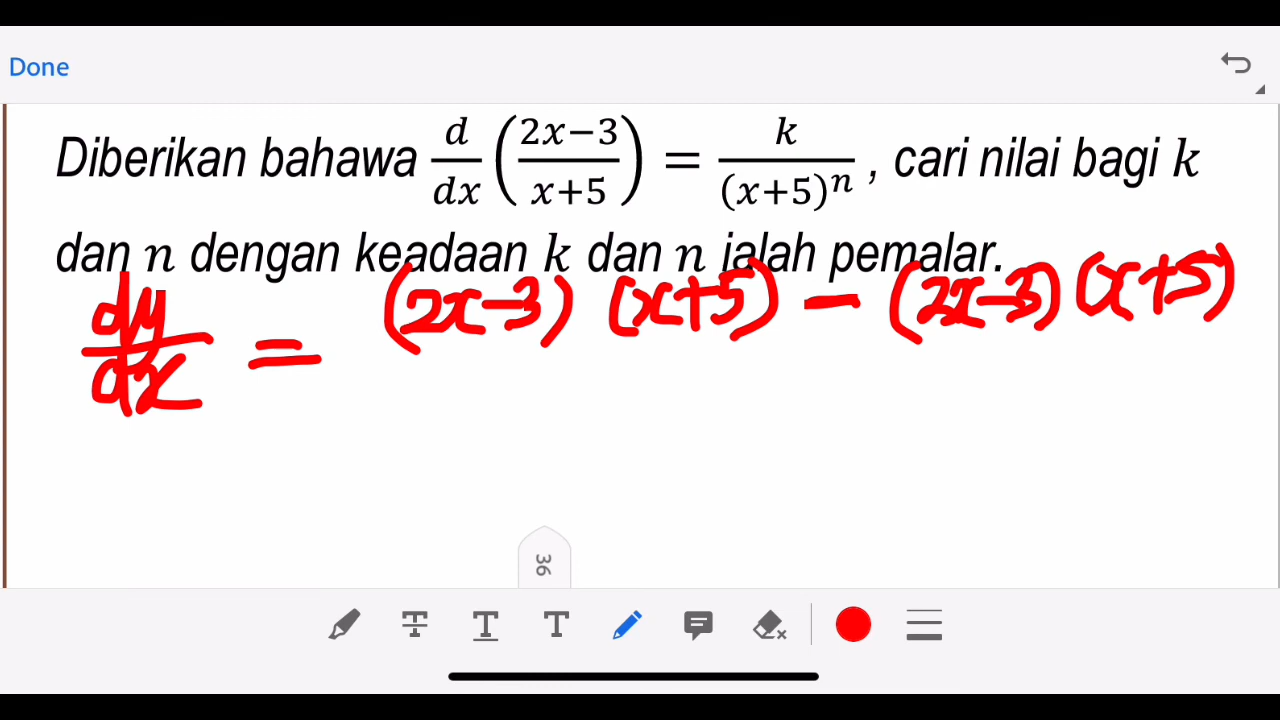 Done
Diberikan bahawa d/dx ((2x−3)/(x+5)) = k/(x+5)ⁿ , cari nilai bagi k
dan n dengan keadaan k dan n ialah pemalar.
dy/dx = (2x−3) (x+5) − (2x−3) (x+5)
36
T T T